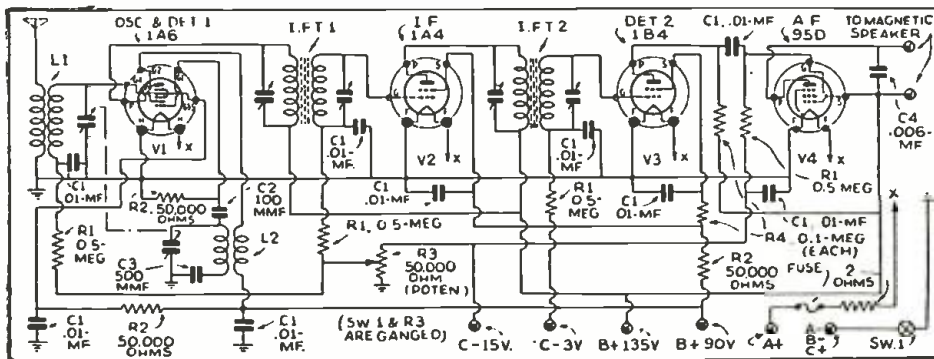 OSC & DET 1
1A6
I.FT1
I F
1A4
I.FT2
DET 2
1B4
C1,.01-MF
A F
95D
TO MAGNETIC
SPEAKER
L1
V1
X
C1
.01-
MF.
V2
X
C1
.01-
MF.
V3
X
V4
X
C4
.006-
MF
C1
.01-MF
R2, 50,000
OHMS
C2
100
MMF
C1
.01-MF
R1
0.5-
MEG
C1
.01-MF
R1
0.5 MEG
R1
0.5-
MEG
C3
500
MMF
L2
R1, 0.5-MEG
R3
50,000
OHM
(POTEN)
R4
C1, .01-MF
0.1-MEG
(EACH)
R2
50,000
OHMS
FUSE
2
OHMS
X
C1
.01-
MF
R2
50,000
OHMS
C1
.01-
MF.
(SW 1 & R3
ARE GANGED)
C-15V.
C-3V
B+135V
B+90V
A+
A-
B-
C+
SW.1